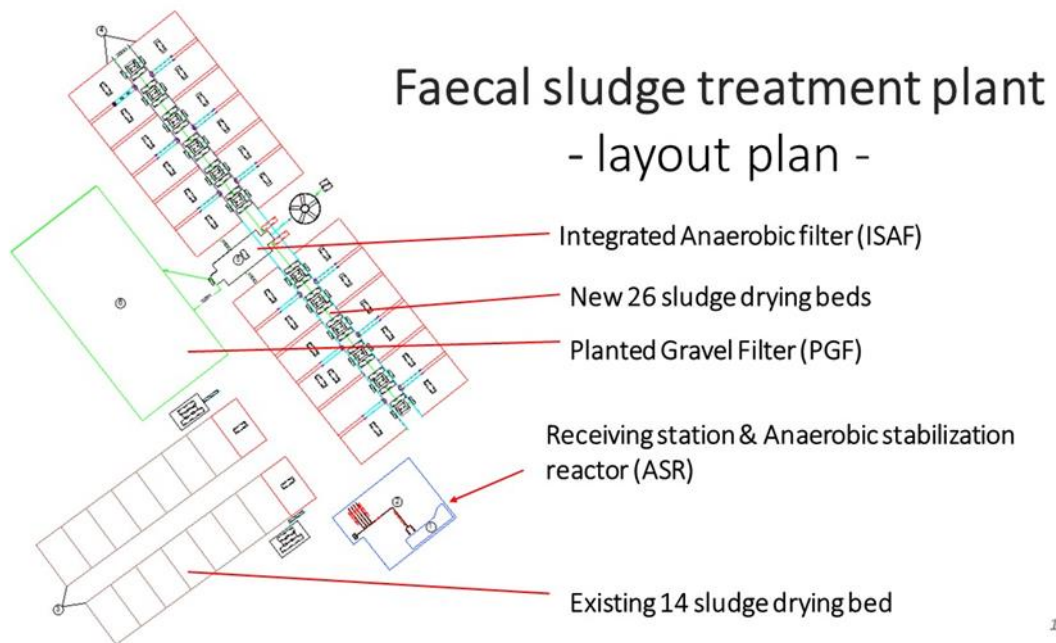 Faecal sludge treatment plant
- layout plan -
Integrated Anaerobic filter (ISAF)
New 26 sludge drying beds
Planted Gravel Filter (PGF)
Receiving station & Anaerobic stabilization
reactor (ASR)
Existing 14 sludge drying bed